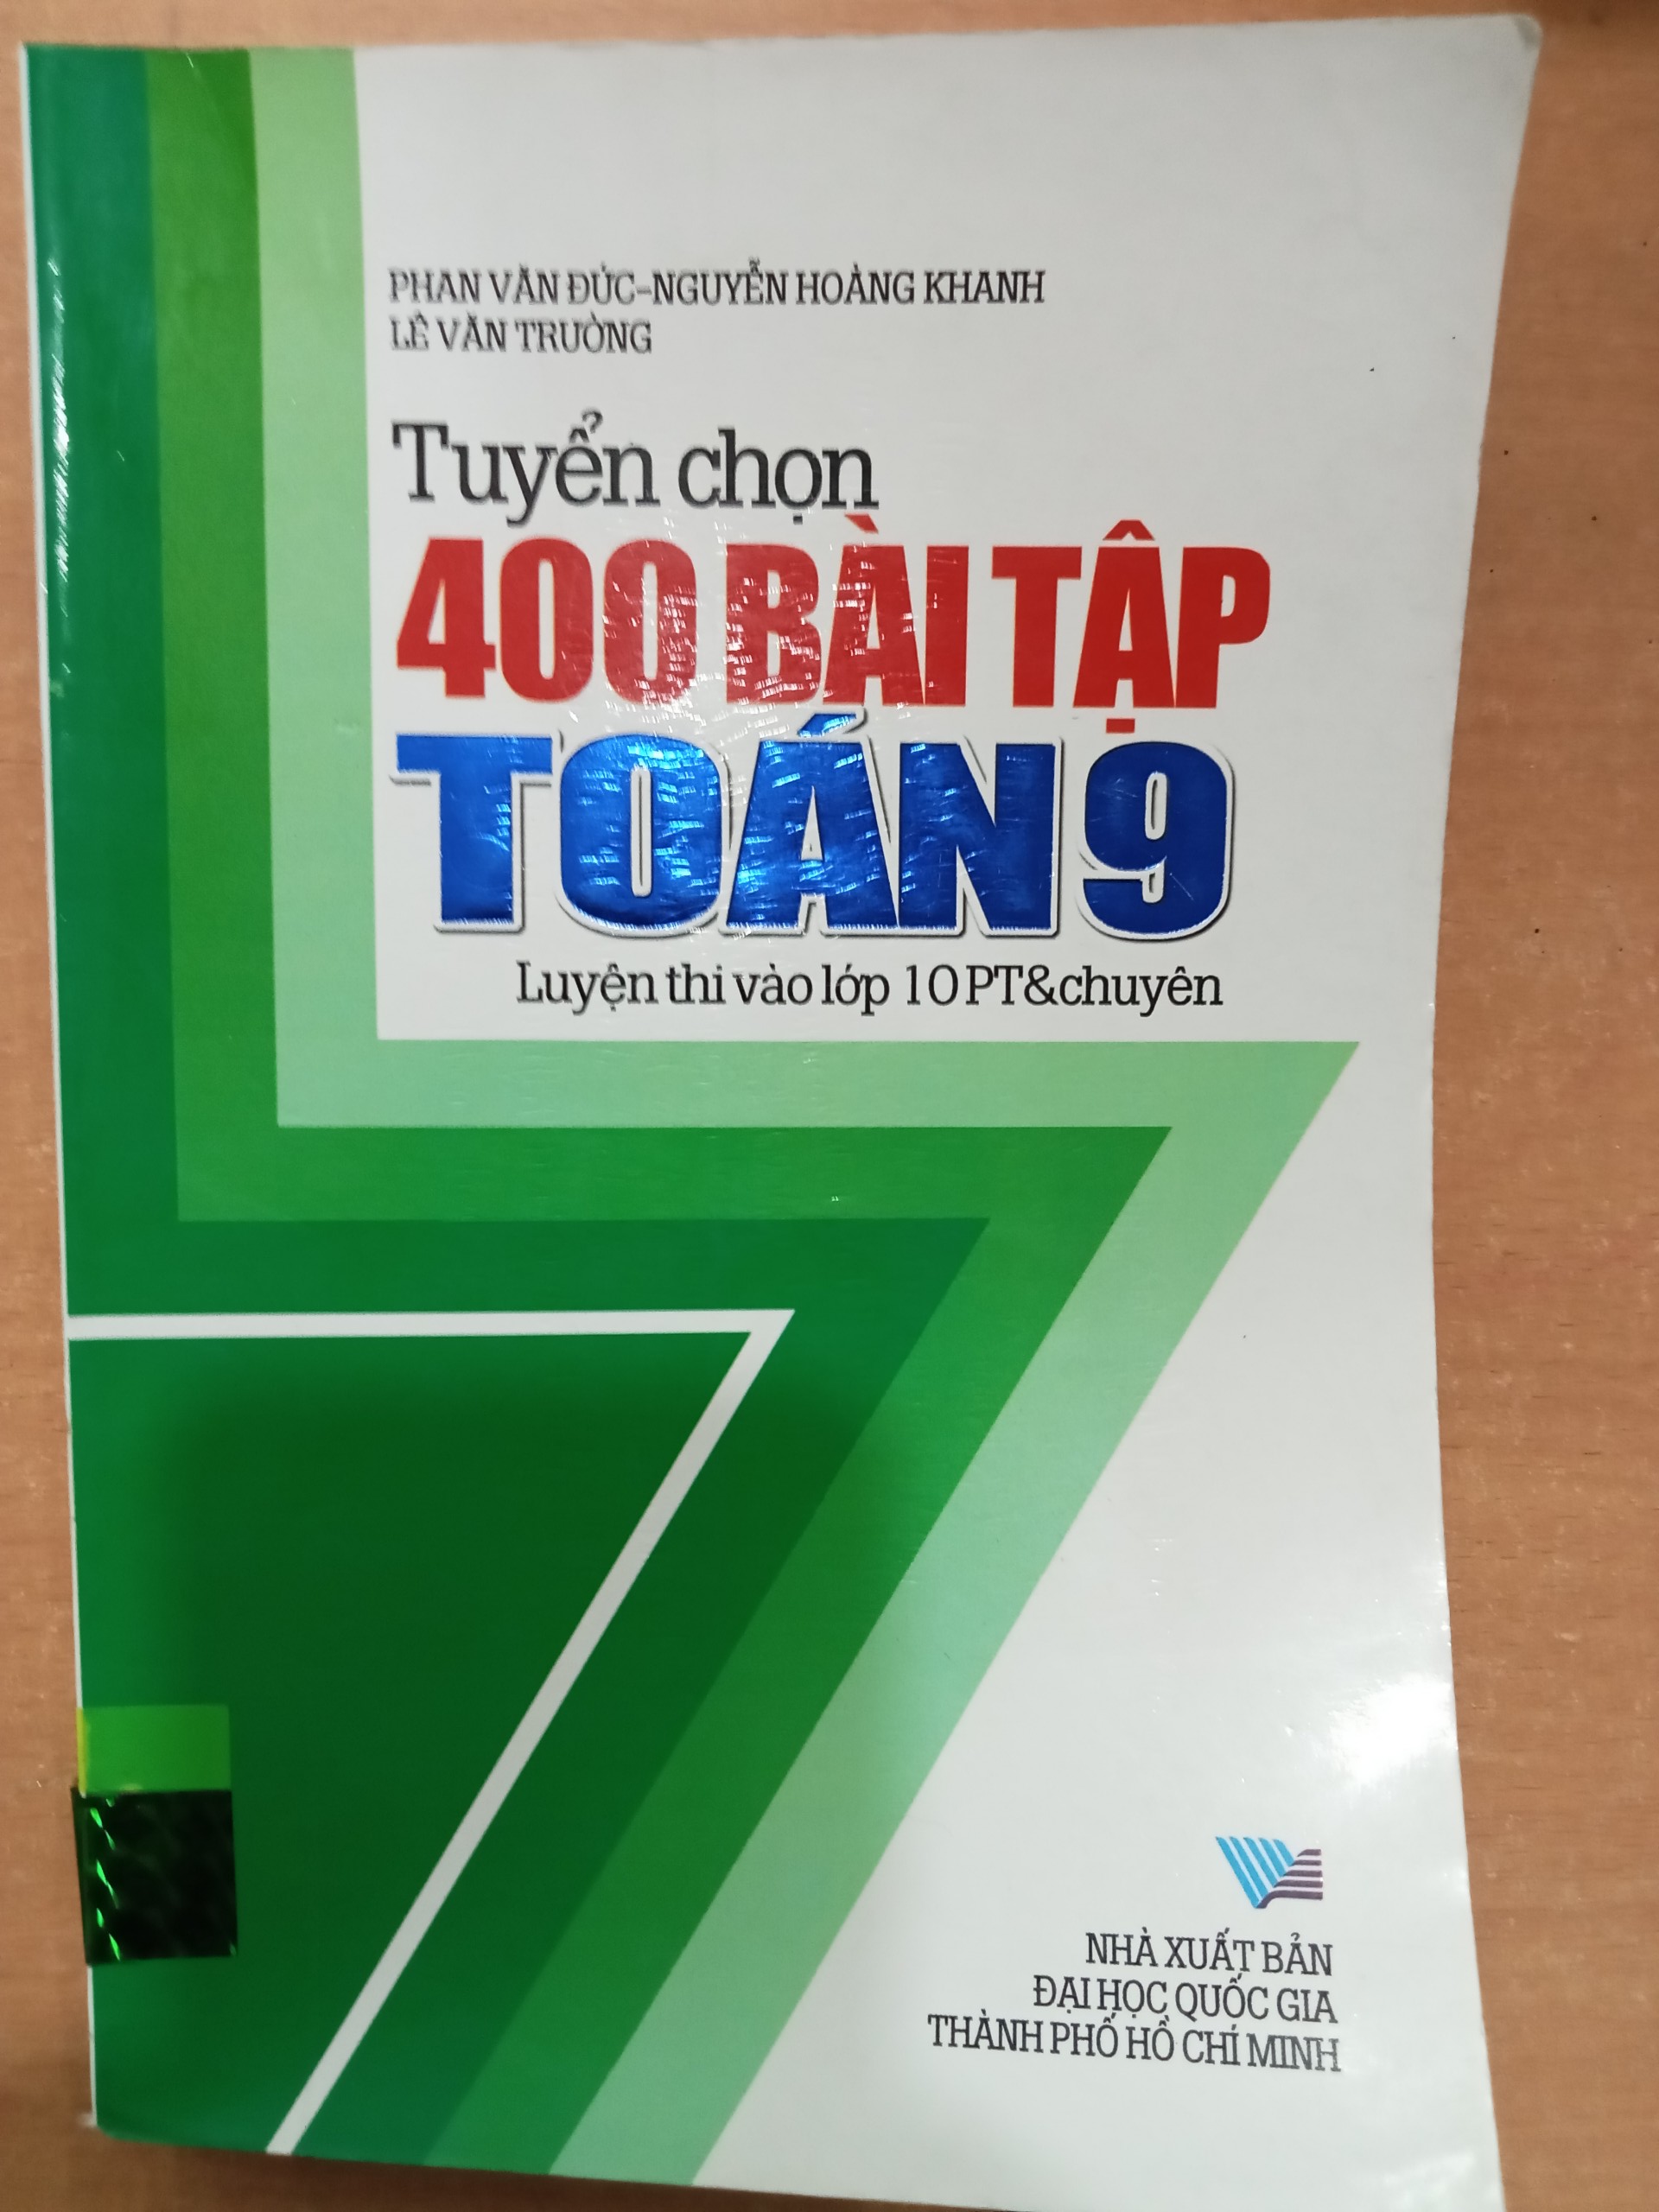 PHAN VĂN ĐỨC-NGUYỄN HOÀNG KHANH
LÊ VĂN TRƯỜNG
Tuyển chọn
400 BÀI TẬP
TOÁN 9
Luyện thi vào lớp 10 PT&chuyên
NHÀ XUẤT BẢN
ĐẠI HỌC QUỐC GIA
THÀNH PHỐ HỒ CHÍ MINH